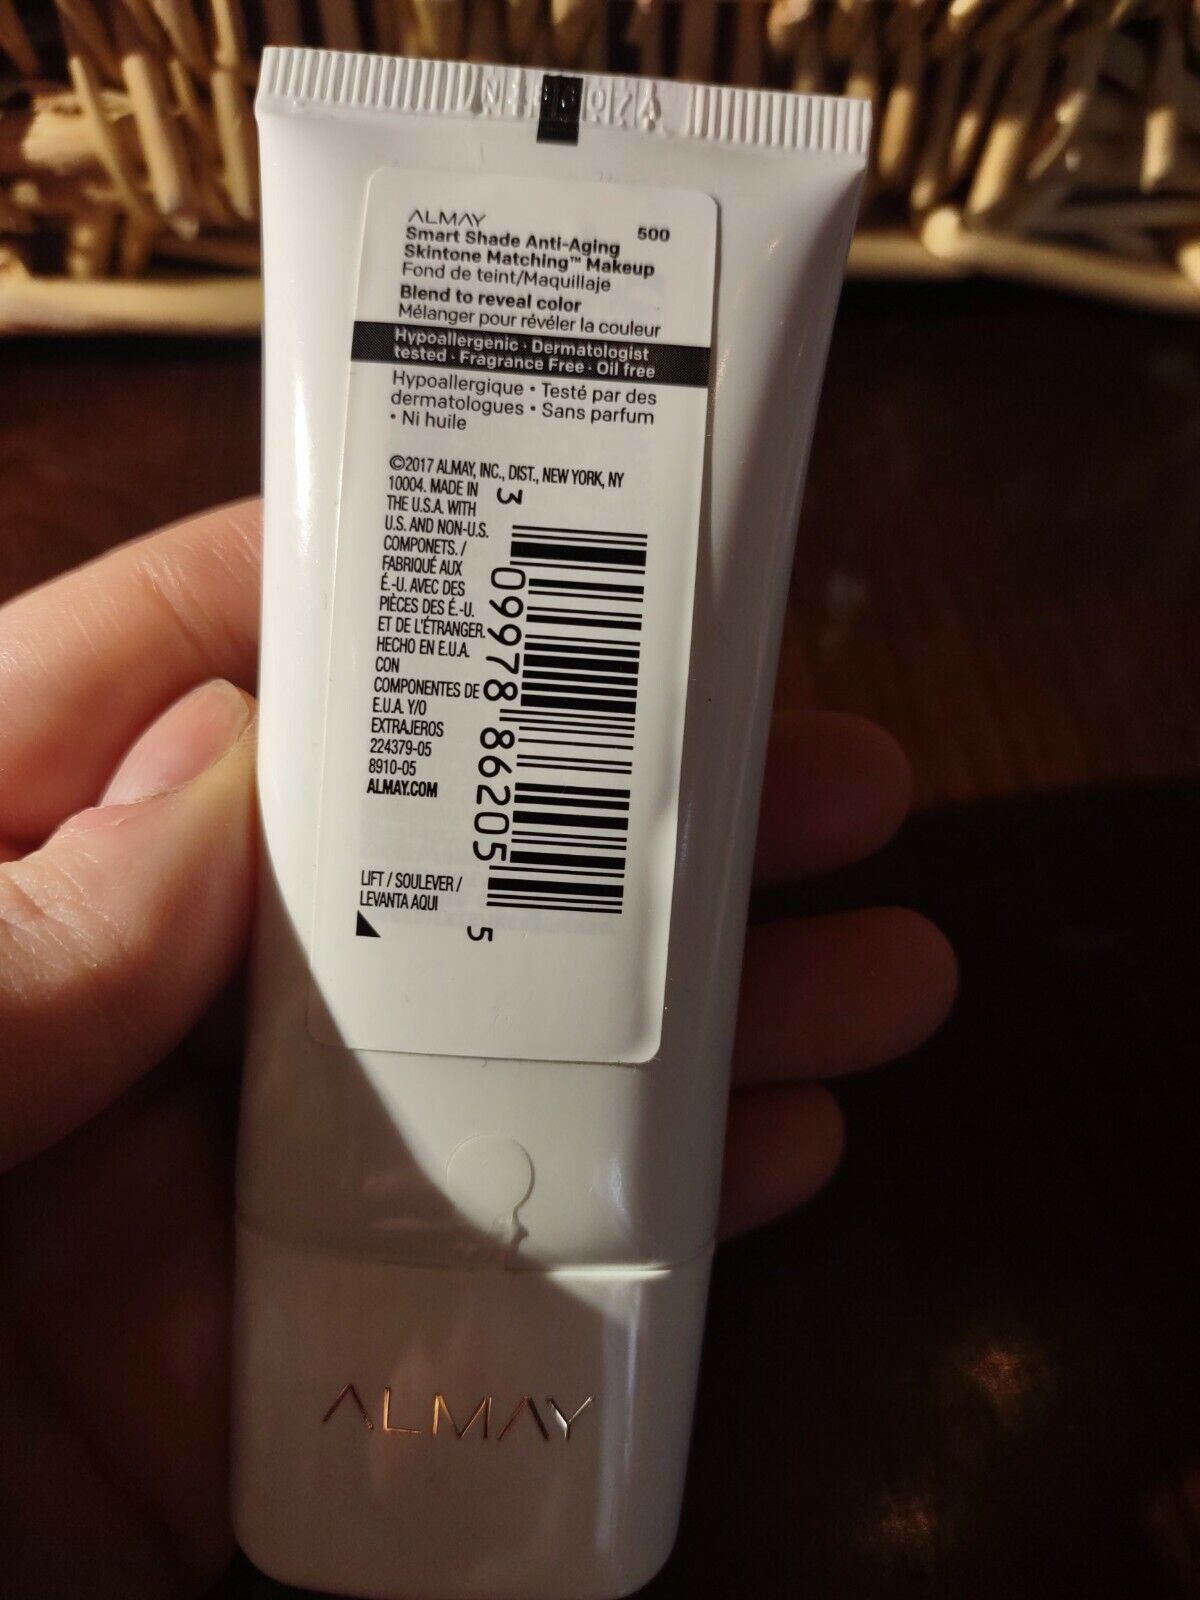 ALMAY
500
Smart Shade Anti-Aging
Skintone Matching™ Makeup
Fond de teint/Maquillaje
Blend to reveal color
Mélanger pour révéler la couleur
Hypoallergenic · Dermatologist
tested · Fragrance Free · Oil free
Hypoallergique • Testé par des
dermatologues • Sans parfum
• Ni huile
©2017 ALMAY, INC., DIST., NEW YORK, NY
10004. MADE IN
THE U.S.A. WITH
U.S. AND NON-U.S.
COMPONETS. /
FABRIQUÉ AUX
É.-U. AVEC DES
PIÈCES DES É.-U.
ET DE L'ÉTRANGER.
HECHO EN E.U.A.
CON
COMPONENTES DE
E.U.A. Y/O
EXTRAJEROS
224379-05
8910-05
ALMAY.COM
3 09978 86205 5
LIFT / SOULEVER /
LEVANTA AQUI
ALMAY